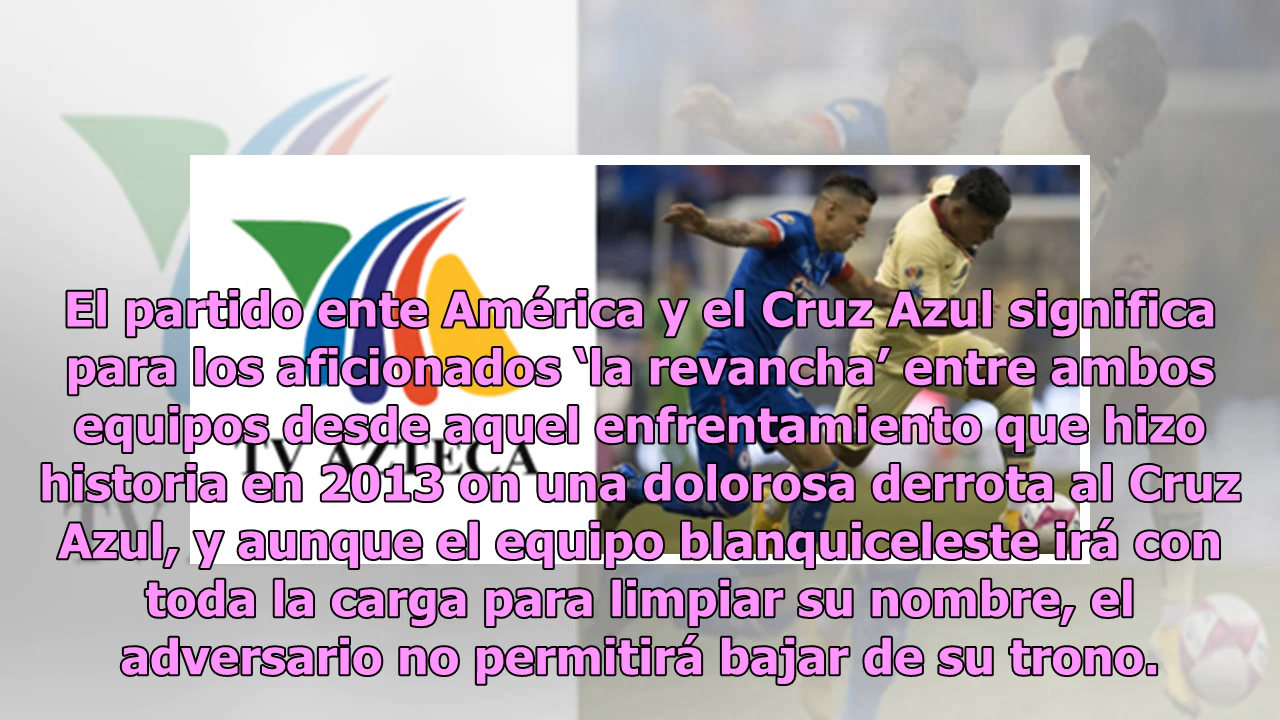 El partido ente América y el Cruz Azul significa
para los aficionados ‘la revancha’ entre ambos
equipos desde aquel enfrentamiento que hizo
historia en 2013 on una dolorosa derrota al Cruz
Azul, y aunque el equipo blanquiceleste irá con
toda la carga para limpiar su nombre, el
adversario no permitirá bajar de su trono.
TV AZTECA
TV